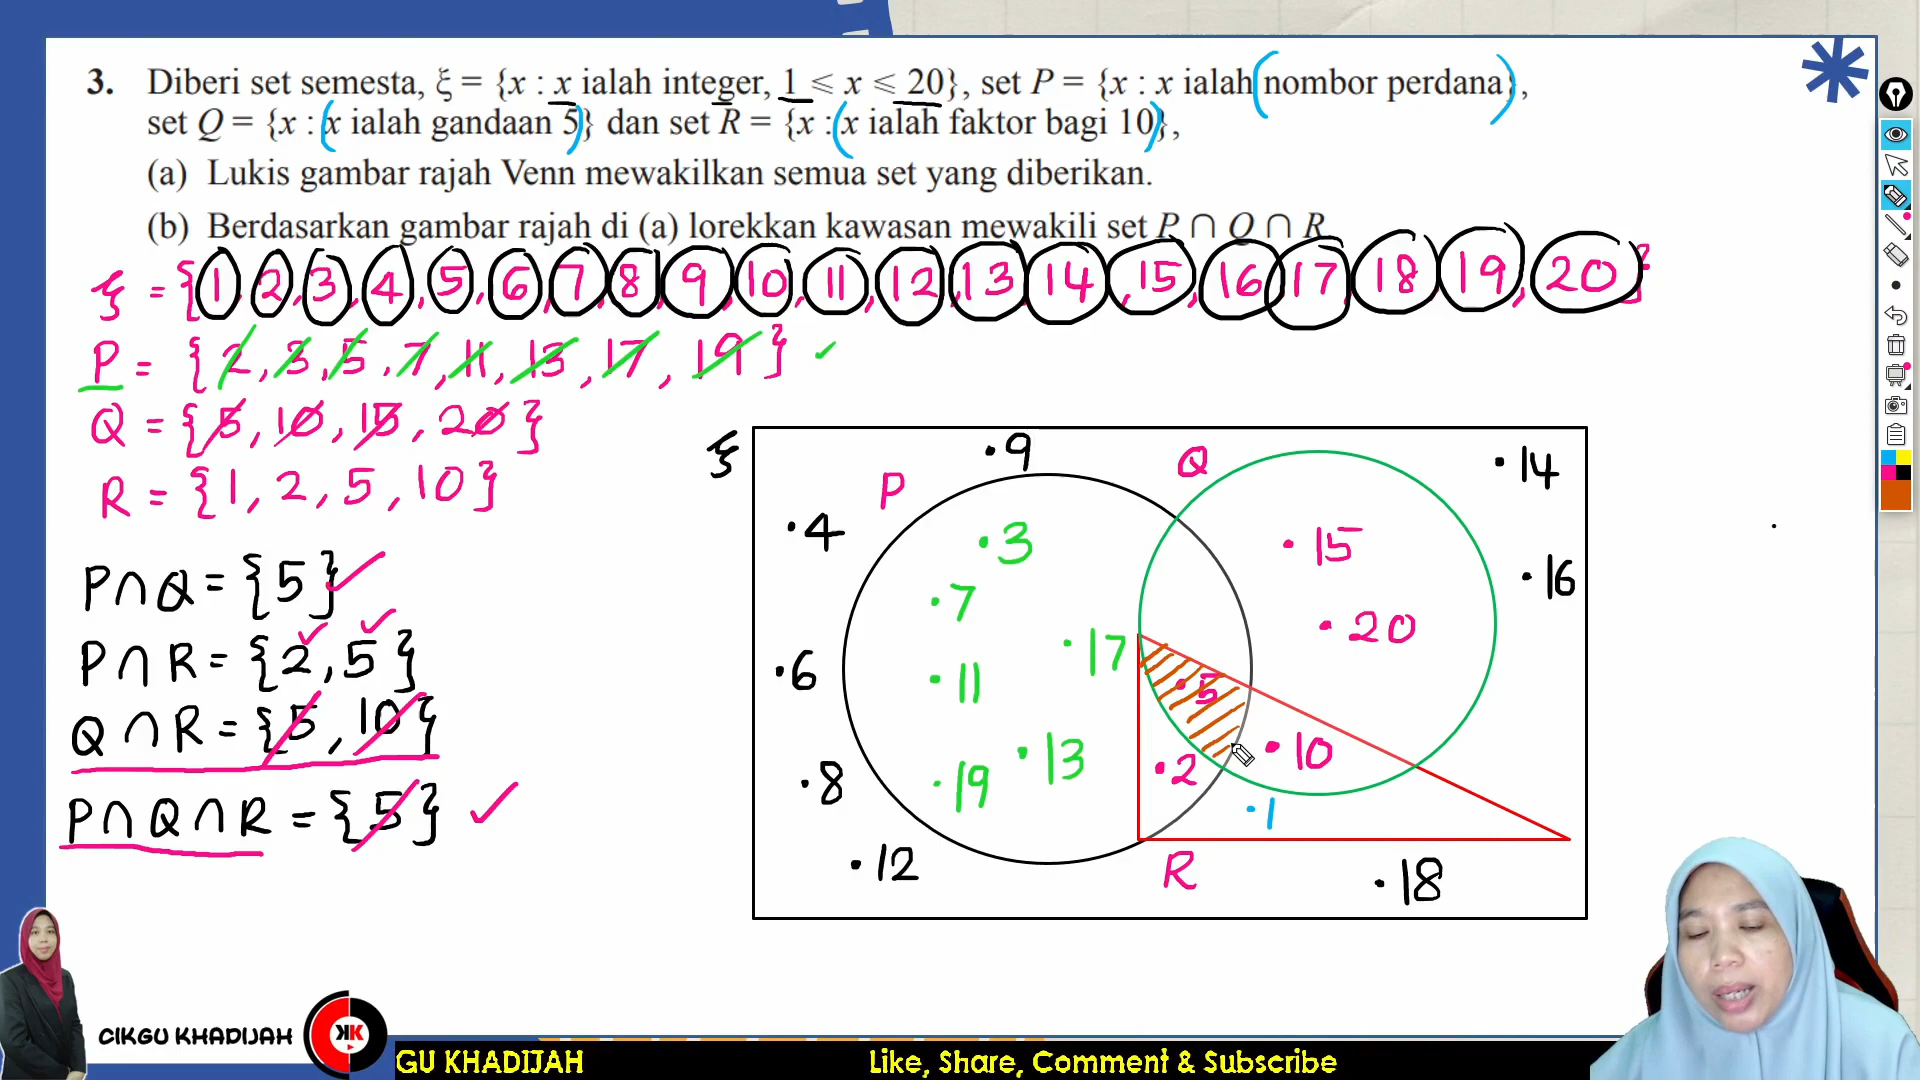 3. Diberi set semesta, ξ = {x : x ialah integer, 1 ⩽ x ⩽ 20}, set P = {x : x ialah nombor perdana},
set Q = {x : x ialah gandaan 5} dan set R = {x : x ialah faktor bagi 10},
(a) Lukis gambar rajah Venn mewakilkan semua set yang diberikan.
(b) Berdasarkan gambar rajah di (a) lorekkan kawasan mewakili set P ∩ Q ∩ R
ξ = {1, 2, 3, 4, 5, 6, 7, 8, 9, 10, 11, 12, 13, 14, 15, 16, 17, 18, 19, 20}
P = {2, 3, 5, 7, 11, 13, 17, 19} ✓
Q = {5, 10, 15, 20}
R = {1, 2, 5, 10}
P ∩ Q = {5} ✓
P ∩ R = {2, 5}
Q ∩ R = {5, 10}
P ∩ Q ∩ R = {5} ✓
ξ
P
Q
R
·9
·14
·4
·3
·15
·16
·7
·20
·17
·6
·11
·5
·13
·10
·2
·8
·19
·1
·12
·18
CIKGU KHADIJAH
KK
GU KHADIJAH
Like, Share, Comment & Subscribe